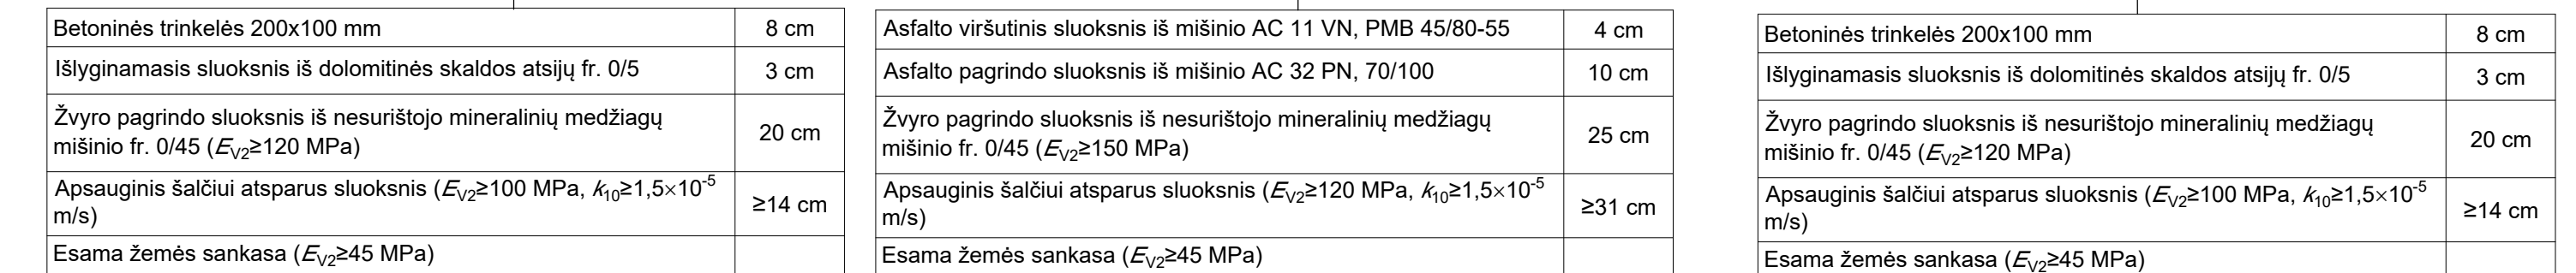 Betoninės trinkelės 200x100 mm 8 cm
Išlyginamasis sluoksnis iš dolomitinės skaldos atsijų fr. 0/5 3 cm
Žvyro pagrindo sluoksnis iš nesurištojo mineralinių medžiagų
mišinio fr. 0/45 (EV2≥120 MPa) 20 cm
Apsauginis šalčiui atsparus sluoksnis (EV2≥100 MPa, k10≥1,5×10-5
m/s) ≥14 cm
Esama žemės sankasa (EV2≥45 MPa)
Asfalto viršutinis sluoksnis iš mišinio AC 11 VN, PMB 45/80-55 4 cm
Asfalto pagrindo sluoksnis iš mišinio AC 32 PN, 70/100 10 cm
Žvyro pagrindo sluoksnis iš nesurištojo mineralinių medžiagų
mišinio fr. 0/45 (EV2≥150 MPa) 25 cm
Apsauginis šalčiui atsparus sluoksnis (EV2≥120 MPa, k10≥1,5×10-5
m/s) ≥31 cm
Esama žemės sankasa (EV2≥45 MPa)
Betoninės trinkelės 200x100 mm 8 cm
Išlyginamasis sluoksnis iš dolomitinės skaldos atsijų fr. 0/5 3 cm
Žvyro pagrindo sluoksnis iš nesurištojo mineralinių medžiagų
mišinio fr. 0/45 (EV2≥120 MPa) 20 cm
Apsauginis šalčiui atsparus sluoksnis (EV2≥100 MPa, k10≥1,5×10-5
m/s) ≥14 cm
Esama žemės sankasa (EV2≥45 MPa)